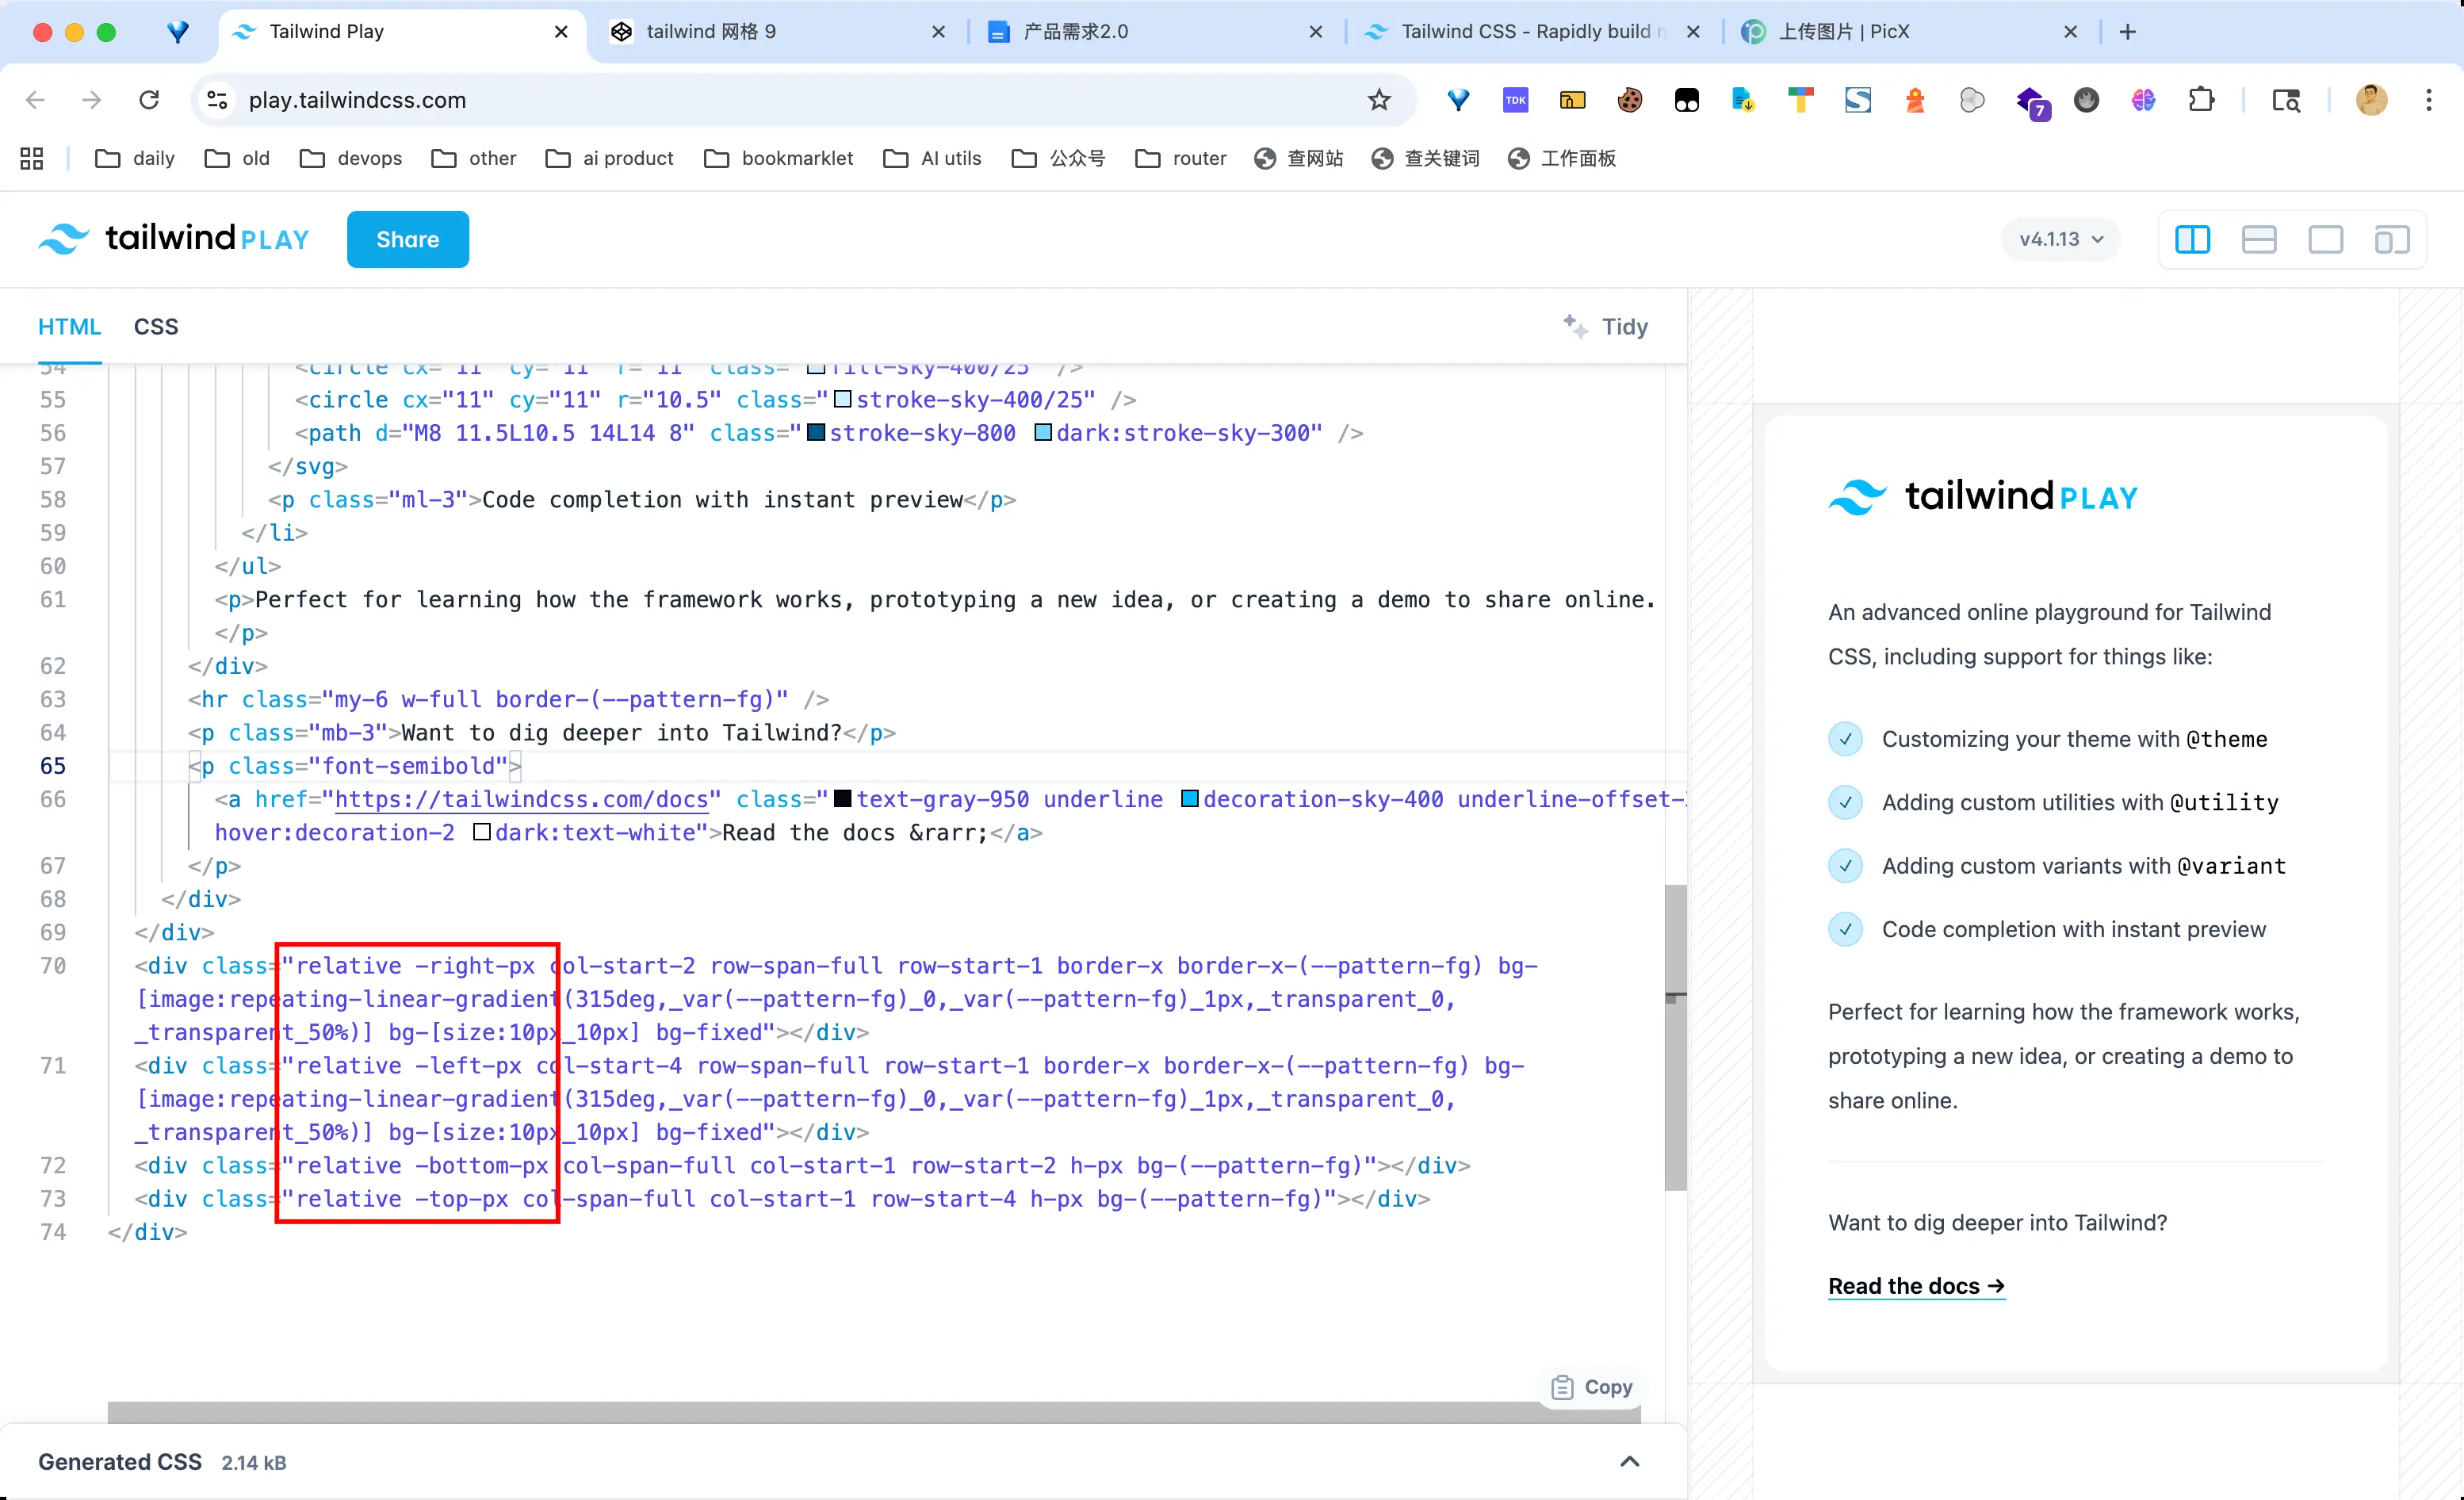 Tailwind Play
tailwind 网格 9
产品需求2.0
Tailwind CSS - Rapidly build m
上传图片 | PicX
play.tailwindcss.com
TDK
7
daily
old
devops
other
ai product
bookmarklet
AI utils
公众号
router
查网站
查关键词
工作面板
tailwind PLAY
Share
v4.1.13
HTML
CSS
Tidy
54 <circle cx="11" cy="11" r="11" class="fill-sky-400/25" />
55 <circle cx="11" cy="11" r="10.5" class="stroke-sky-400/25" />
56 <path d="M8 11.5L10.5 14L14 8" class="stroke-sky-800 dark:stroke-sky-300" />
57 </svg>
58 <p class="ml-3">Code completion with instant preview</p>
59 </li>
60 </ul>
61 <p>Perfect for learning how the framework works, prototyping a new idea, or creating a demo to share online.
</p>
62 </div>
63 <hr class="my-6 w-full border-(--pattern-fg)" />
64 <p class="mb-3">Want to dig deeper into Tailwind?</p>
65 <p class="font-semibold">
66 <a href="https://tailwindcss.com/docs" class="text-gray-950 underline decoration-sky-400 underline-offset-
hover:decoration-2 dark:text-white">Read the docs &rarr;</a>
67 </p>
68 </div>
69 </div>
70 <div class="relative -right-px col-start-2 row-span-full row-start-1 border-x border-x-(--pattern-fg) bg-
[image:repeating-linear-gradient(315deg,_var(--pattern-fg)_0,_var(--pattern-fg)_1px,_transparent_0,
_transparent_50%)] bg-[size:10px_10px] bg-fixed"></div>
71 <div class="relative -left-px col-start-4 row-span-full row-start-1 border-x border-x-(--pattern-fg) bg-
[image:repeating-linear-gradient(315deg,_var(--pattern-fg)_0,_var(--pattern-fg)_1px,_transparent_0,
_transparent_50%)] bg-[size:10px_10px] bg-fixed"></div>
72 <div class="relative -bottom-px col-span-full col-start-1 row-start-2 h-px bg-(--pattern-fg)"></div>
73 <div class="relative -top-px col-span-full col-start-1 row-start-4 h-px bg-(--pattern-fg)"></div>
74 </div>
Copy
Generated CSS 2.14 kB
tailwind PLAY
An advanced online playground for Tailwind
CSS, including support for things like:
Customizing your theme with @theme
Adding custom utilities with @utility
Adding custom variants with @variant
Code completion with instant preview
Perfect for learning how the framework works,
prototyping a new idea, or creating a demo to
share online.
Want to dig deeper into Tailwind?
Read the docs →